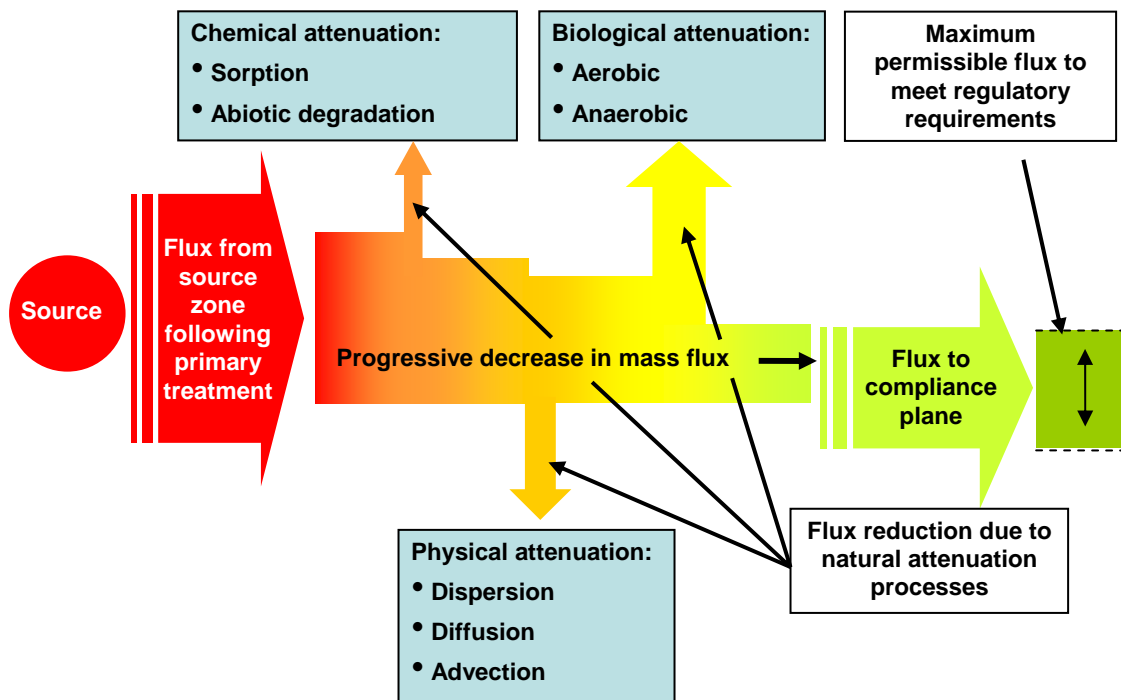 Chemical attenuation:
• Sorption
• Abiotic degradation
Biological attenuation:
• Aerobic
• Anaerobic
Maximum
permissible flux to
meet regulatory
requirements
Source
Flux from
source
zone
following
primary
treatment
Progressive decrease in mass flux
Flux to
compliance
plane
Physical attenuation:
• Dispersion
• Diffusion
• Advection
Flux reduction due to
natural attenuation
processes